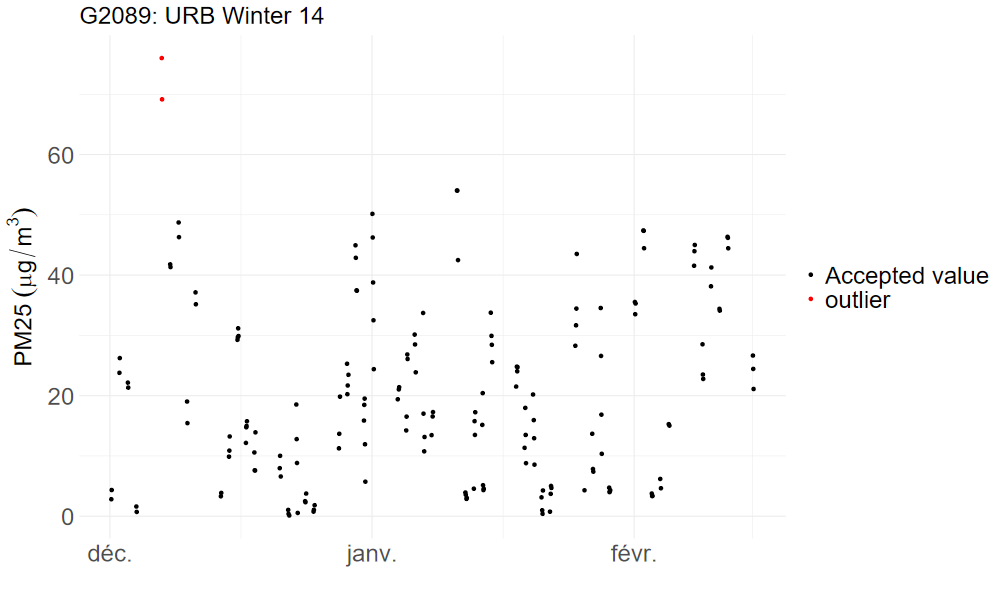 G2089: URB Winter 14
PM25 (μg/m³)
60
40
20
0
déc.
janv.
févr.
Accepted value
outlier